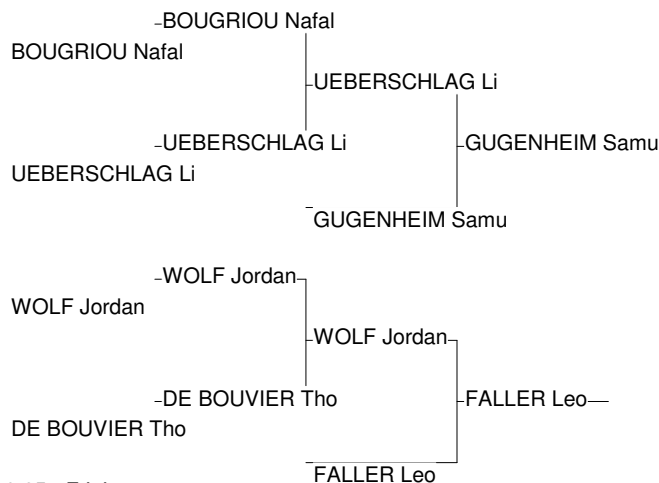 BOUGRIOU Nafal
BOUGRIOU Nafal
UEBERSCHLAG Li
UEBERSCHLAG Li
GUGENHEIM Samu
UEBERSCHLAG Li
GUGENHEIM Samu
WOLF Jordan
WOLF Jordan
WOLF Jordan
DE BOUVIER Tho
FALLER Leo
DE BOUVIER Tho
FALLER Leo